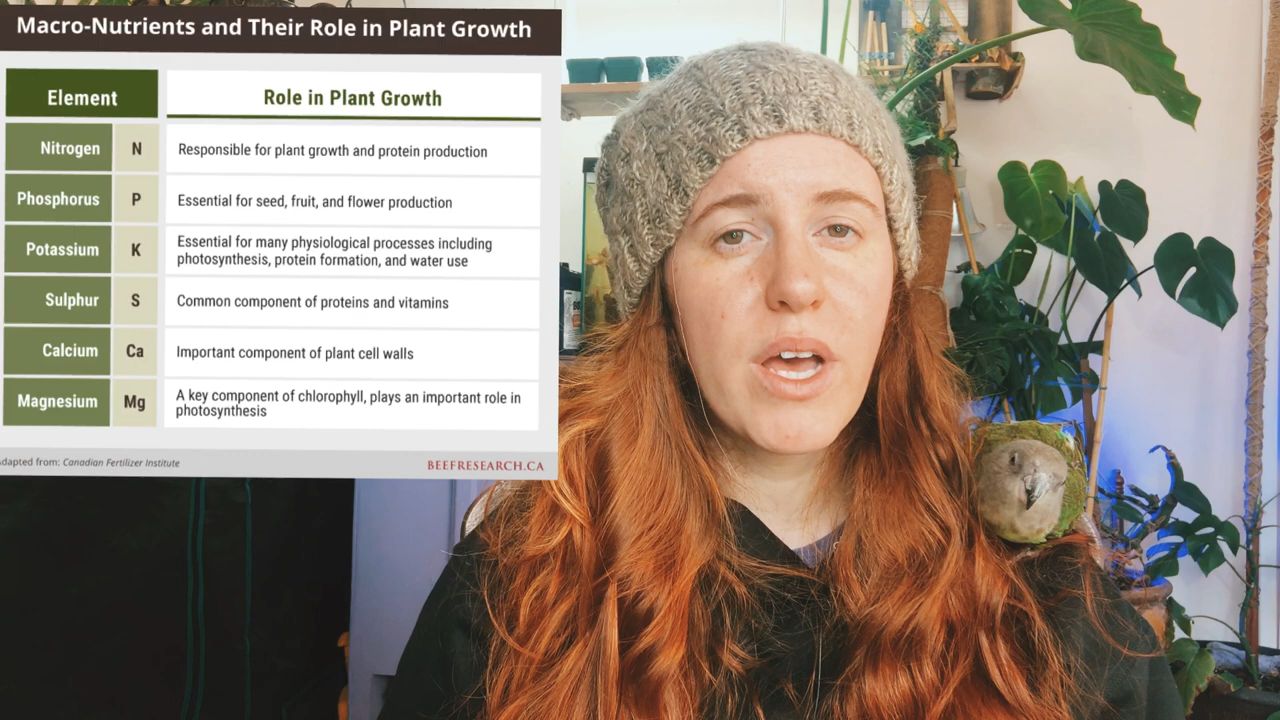 Macro-Nutrients and Their Role in Plant Growth
Element
Role in Plant Growth
Nitrogen
N
Responsible for plant growth and protein production
Phosphorus
P
Essential for seed, fruit, and flower production
Potassium
K
Essential for many physiological processes including
photosynthesis, protein formation, and water use
Sulphur
S
Common component of proteins and vitamins
Calcium
Ca
Important component of plant cell walls
Magnesium
Mg
A key component of chlorophyll, plays an important role in
photosynthesis
dapted from: Canadian Fertilizer Institute
BEEFRESEARCH.CA